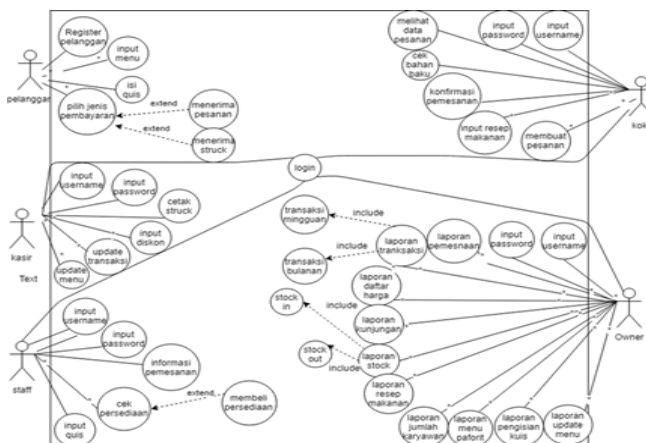 Register
pelanggan
input
menu
isi
quis
pilih jenis
pembayaran
extend
menerima
pesanan
extend
menerima
struck
pelanggan
melihat
data
pesanan
input
password
input
username
cek
bahan
baku
konfirmasi
pemesanan
input resep
makanan
membuat
pesanan
kok
login
input
username
input
password
cetak
struck
input
diskon
update
transaksi
update
menu
kasir
Text
transaksi
mingguan
include
laporan
tranksaksi
laporan
pemesnaan
input
password
input
username
transaksi
bulanan
include
laporan
daftar
harga
stock
in
include
laporan
kunjungan
stock
out
include
laporan
stock
laporan
resep
makanan
laporan
jumlah
karyawan
laporan
menu
paforit
laporan
pengisian
kuis
laporan
update
menu
Owner
input
username
input
password
informasi
pemesanan
cek
persediaan
extend
membeli
persediaan
input
quis
staff